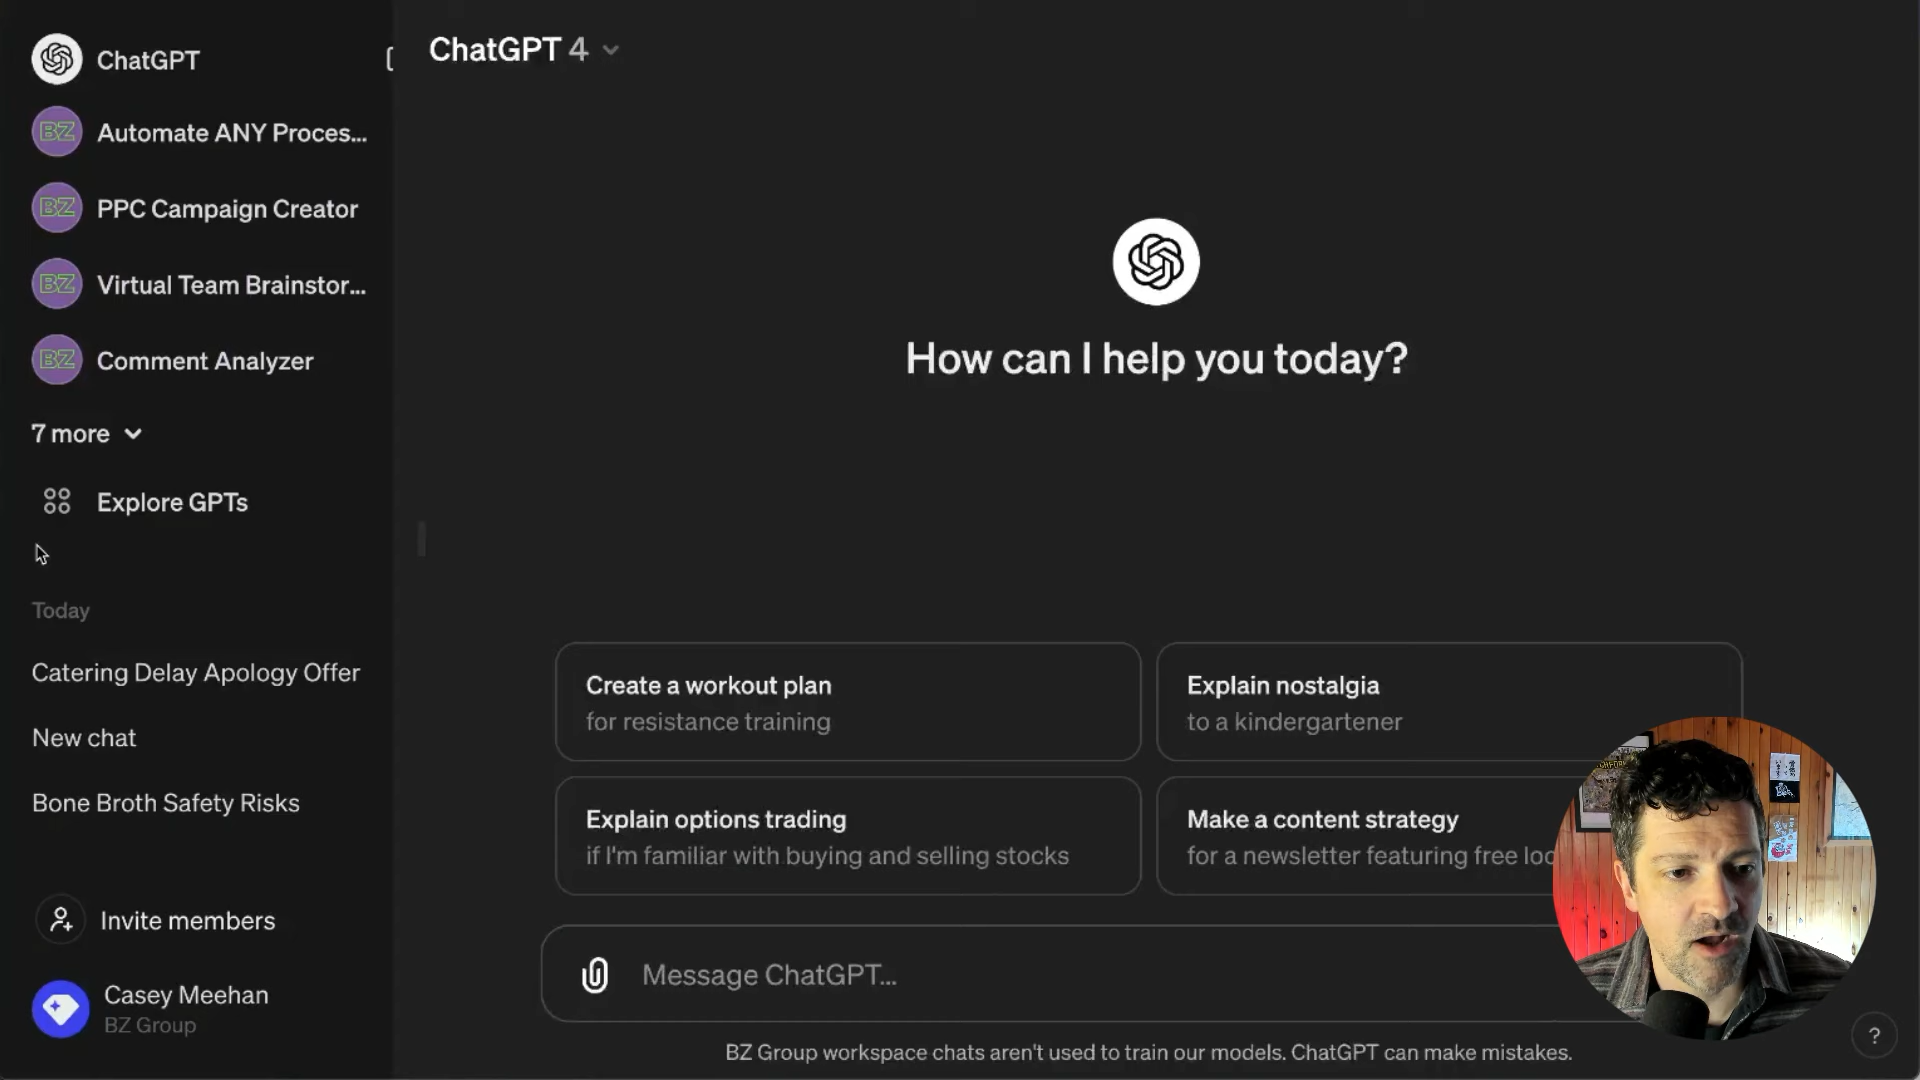 ChatGPT
BZ Automate ANY Proces...
BZ PPC Campaign Creator
BZ Virtual Team Brainstor...
BZ Comment Analyzer
7 more
Explore GPTs
Today
Catering Delay Apology Offer
New chat
Bone Broth Safety Risks
Invite members
Casey Meehan
BZ Group
ChatGPT 4
How can I help you today?
Create a workout plan
for resistance training
Explain nostalgia
to a kindergartener
Explain options trading
if I'm familiar with buying and selling stocks
Make a content strategy
for a newsletter featuring free loc
Message ChatGPT...
BZ Group workspace chats aren't used to train our models. ChatGPT can make mistakes.
?